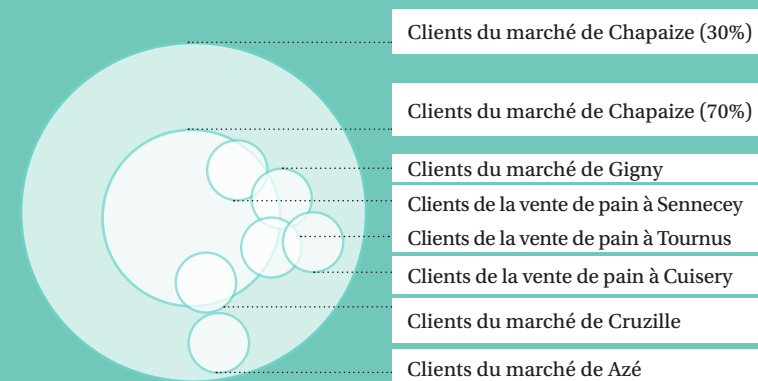 Clients du marché de Chapaize (30%)
Clients du marché de Chapaize (70%)
Clients du marché de Gigny
Clients de la vente de pain à Sennecey
Clients de la vente de pain à Tournus
Clients de la vente de pain à Cuisery
Clients du marché de Cruzille
Clients du marché de Azé